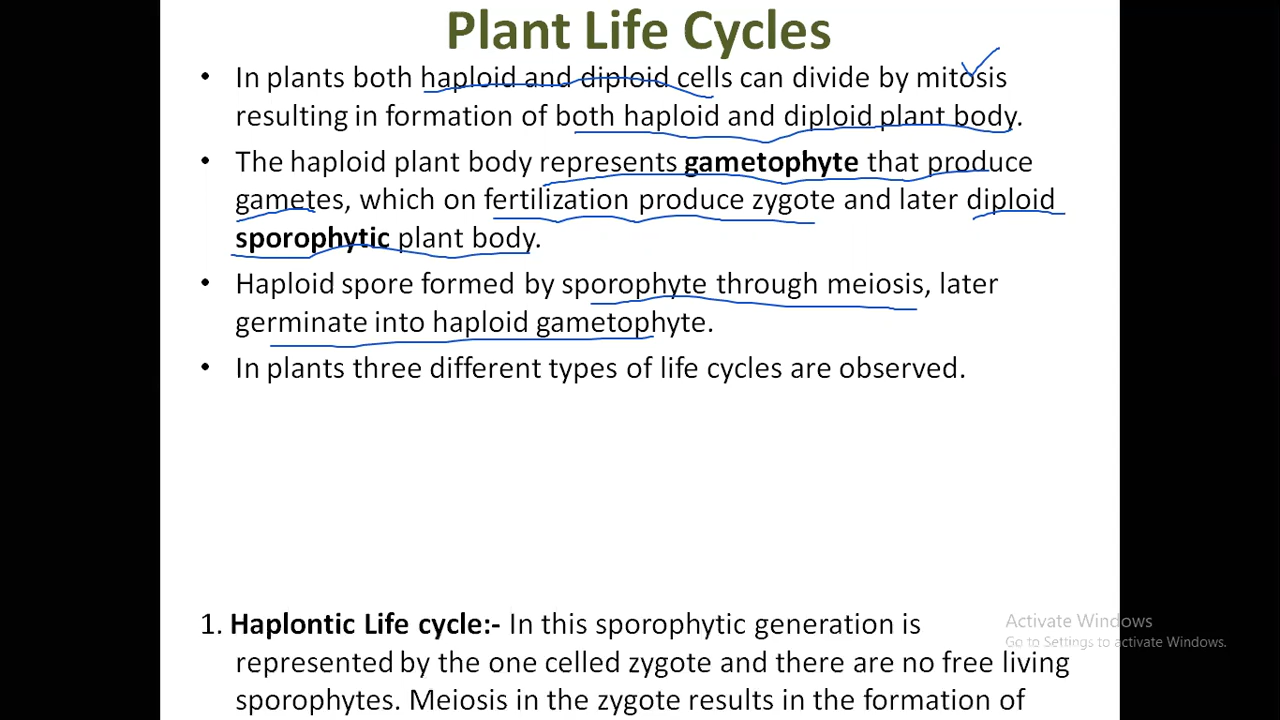 Plant Life Cycles
• In plants both haploid and diploid cells can divide by mitosis
resulting in formation of both haploid and diploid plant body.
• The haploid plant body represents gametophyte that produce
gametes, which on fertilization produce zygote and later diploid
sporophytic plant body.
• Haploid spore formed by sporophyte through meiosis, later
germinate into haploid gametophyte.
• In plants three different types of life cycles are observed.
1. Haplontic Life cycle:- In this sporophytic generation is
represented by the one celled zygote and there are no free living
sporophytes. Meiosis in the zygote results in the formation of
Activate Windows
Go to Settings to activate Windows.